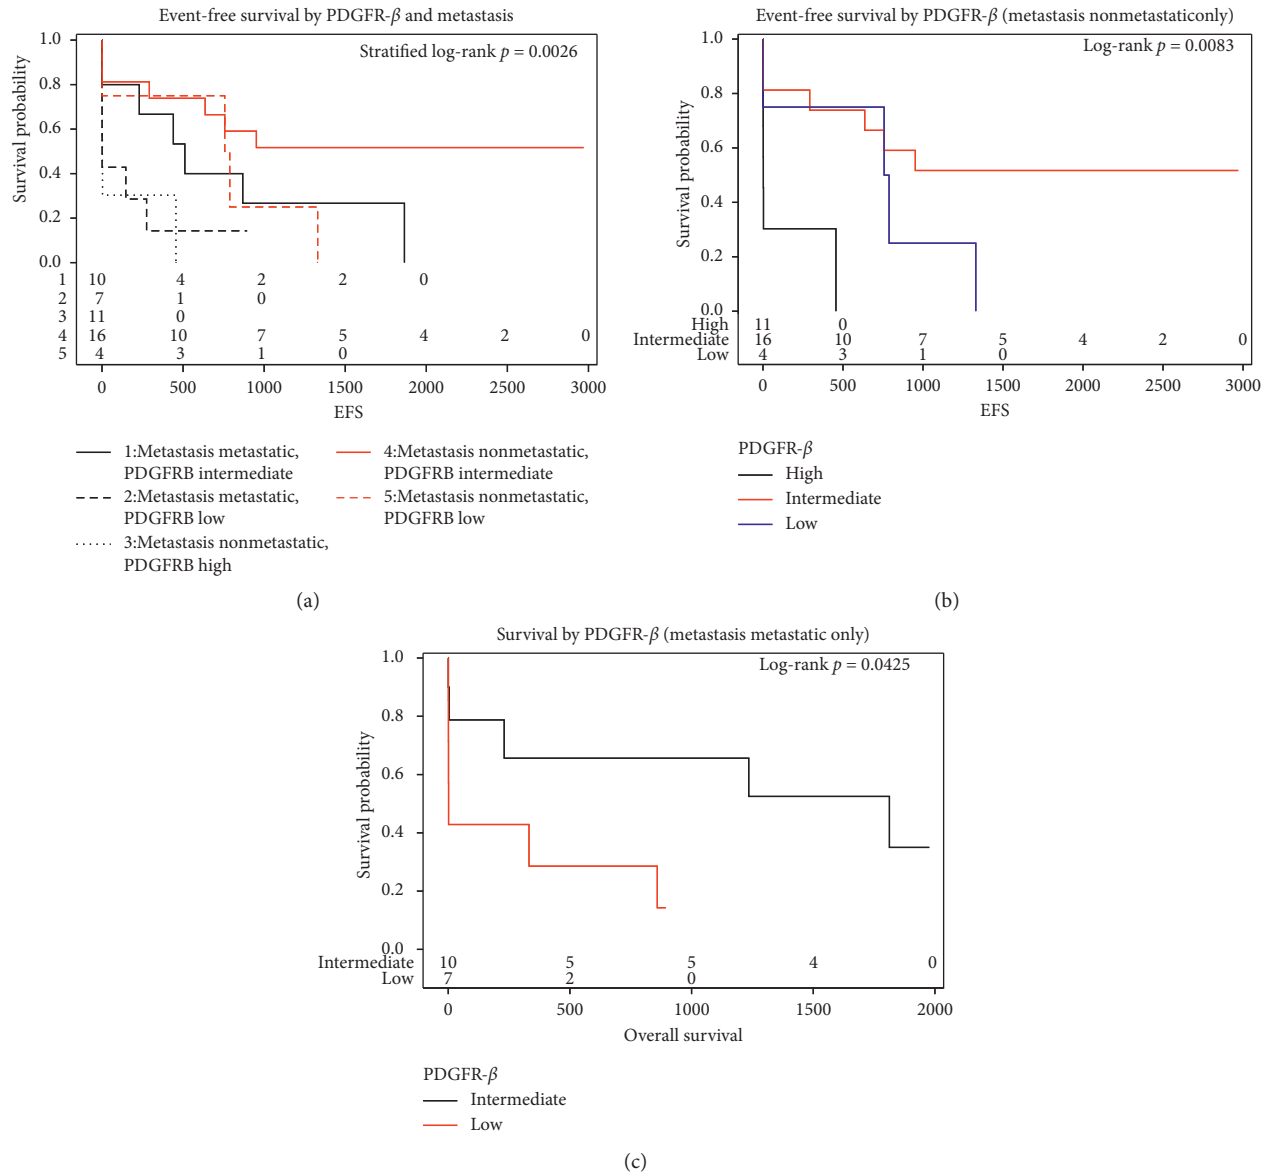 Event-free survival by PDGFR-β and metastasis
Stratified log-rank p = 0.0026
Survival probability
1.0
0.8
0.6
0.4
0.2
0.0
1 10 4 2 2 0
2 7 1 0
3 11 0
4 16 10 7 5 4 2 0
5 4 3 1 0
0 500 1000 1500 2000 2500 3000
EFS
1:Metastasis metastatic,
PDGFRB intermediate
2:Metastasis metastatic,
PDGFRB low
3:Metastasis nonmetastatic,
PDGFRB high
4:Metastasis nonmetastatic,
PDGFRB intermediate
5:Metastasis nonmetastatic,
PDGFRB low
(a)
Event-free survival by PDGFR-β (metastasis nonmetastaticonly)
Log-rank p = 0.0083
Survival probability
1.0
0.8
0.6
0.4
0.2
0.0
High 11 0
Intermediate 16 10 7 5 4 2 0
Low 4 3 1 0
0 500 1000 1500 2000 2500 3000
EFS
PDGFR-β
High
Intermediate
Low
(b)
Survival by PDGFR-β (metastasis metastatic only)
Log-rank p = 0.0425
Survival probability
1.0
0.8
0.6
0.4
0.2
0.0
Intermediate 10 5 5 4 0
Low 7 2 0
0 500 1000 1500 2000
Overall survival
PDGFR-β
Intermediate
Low
(c)